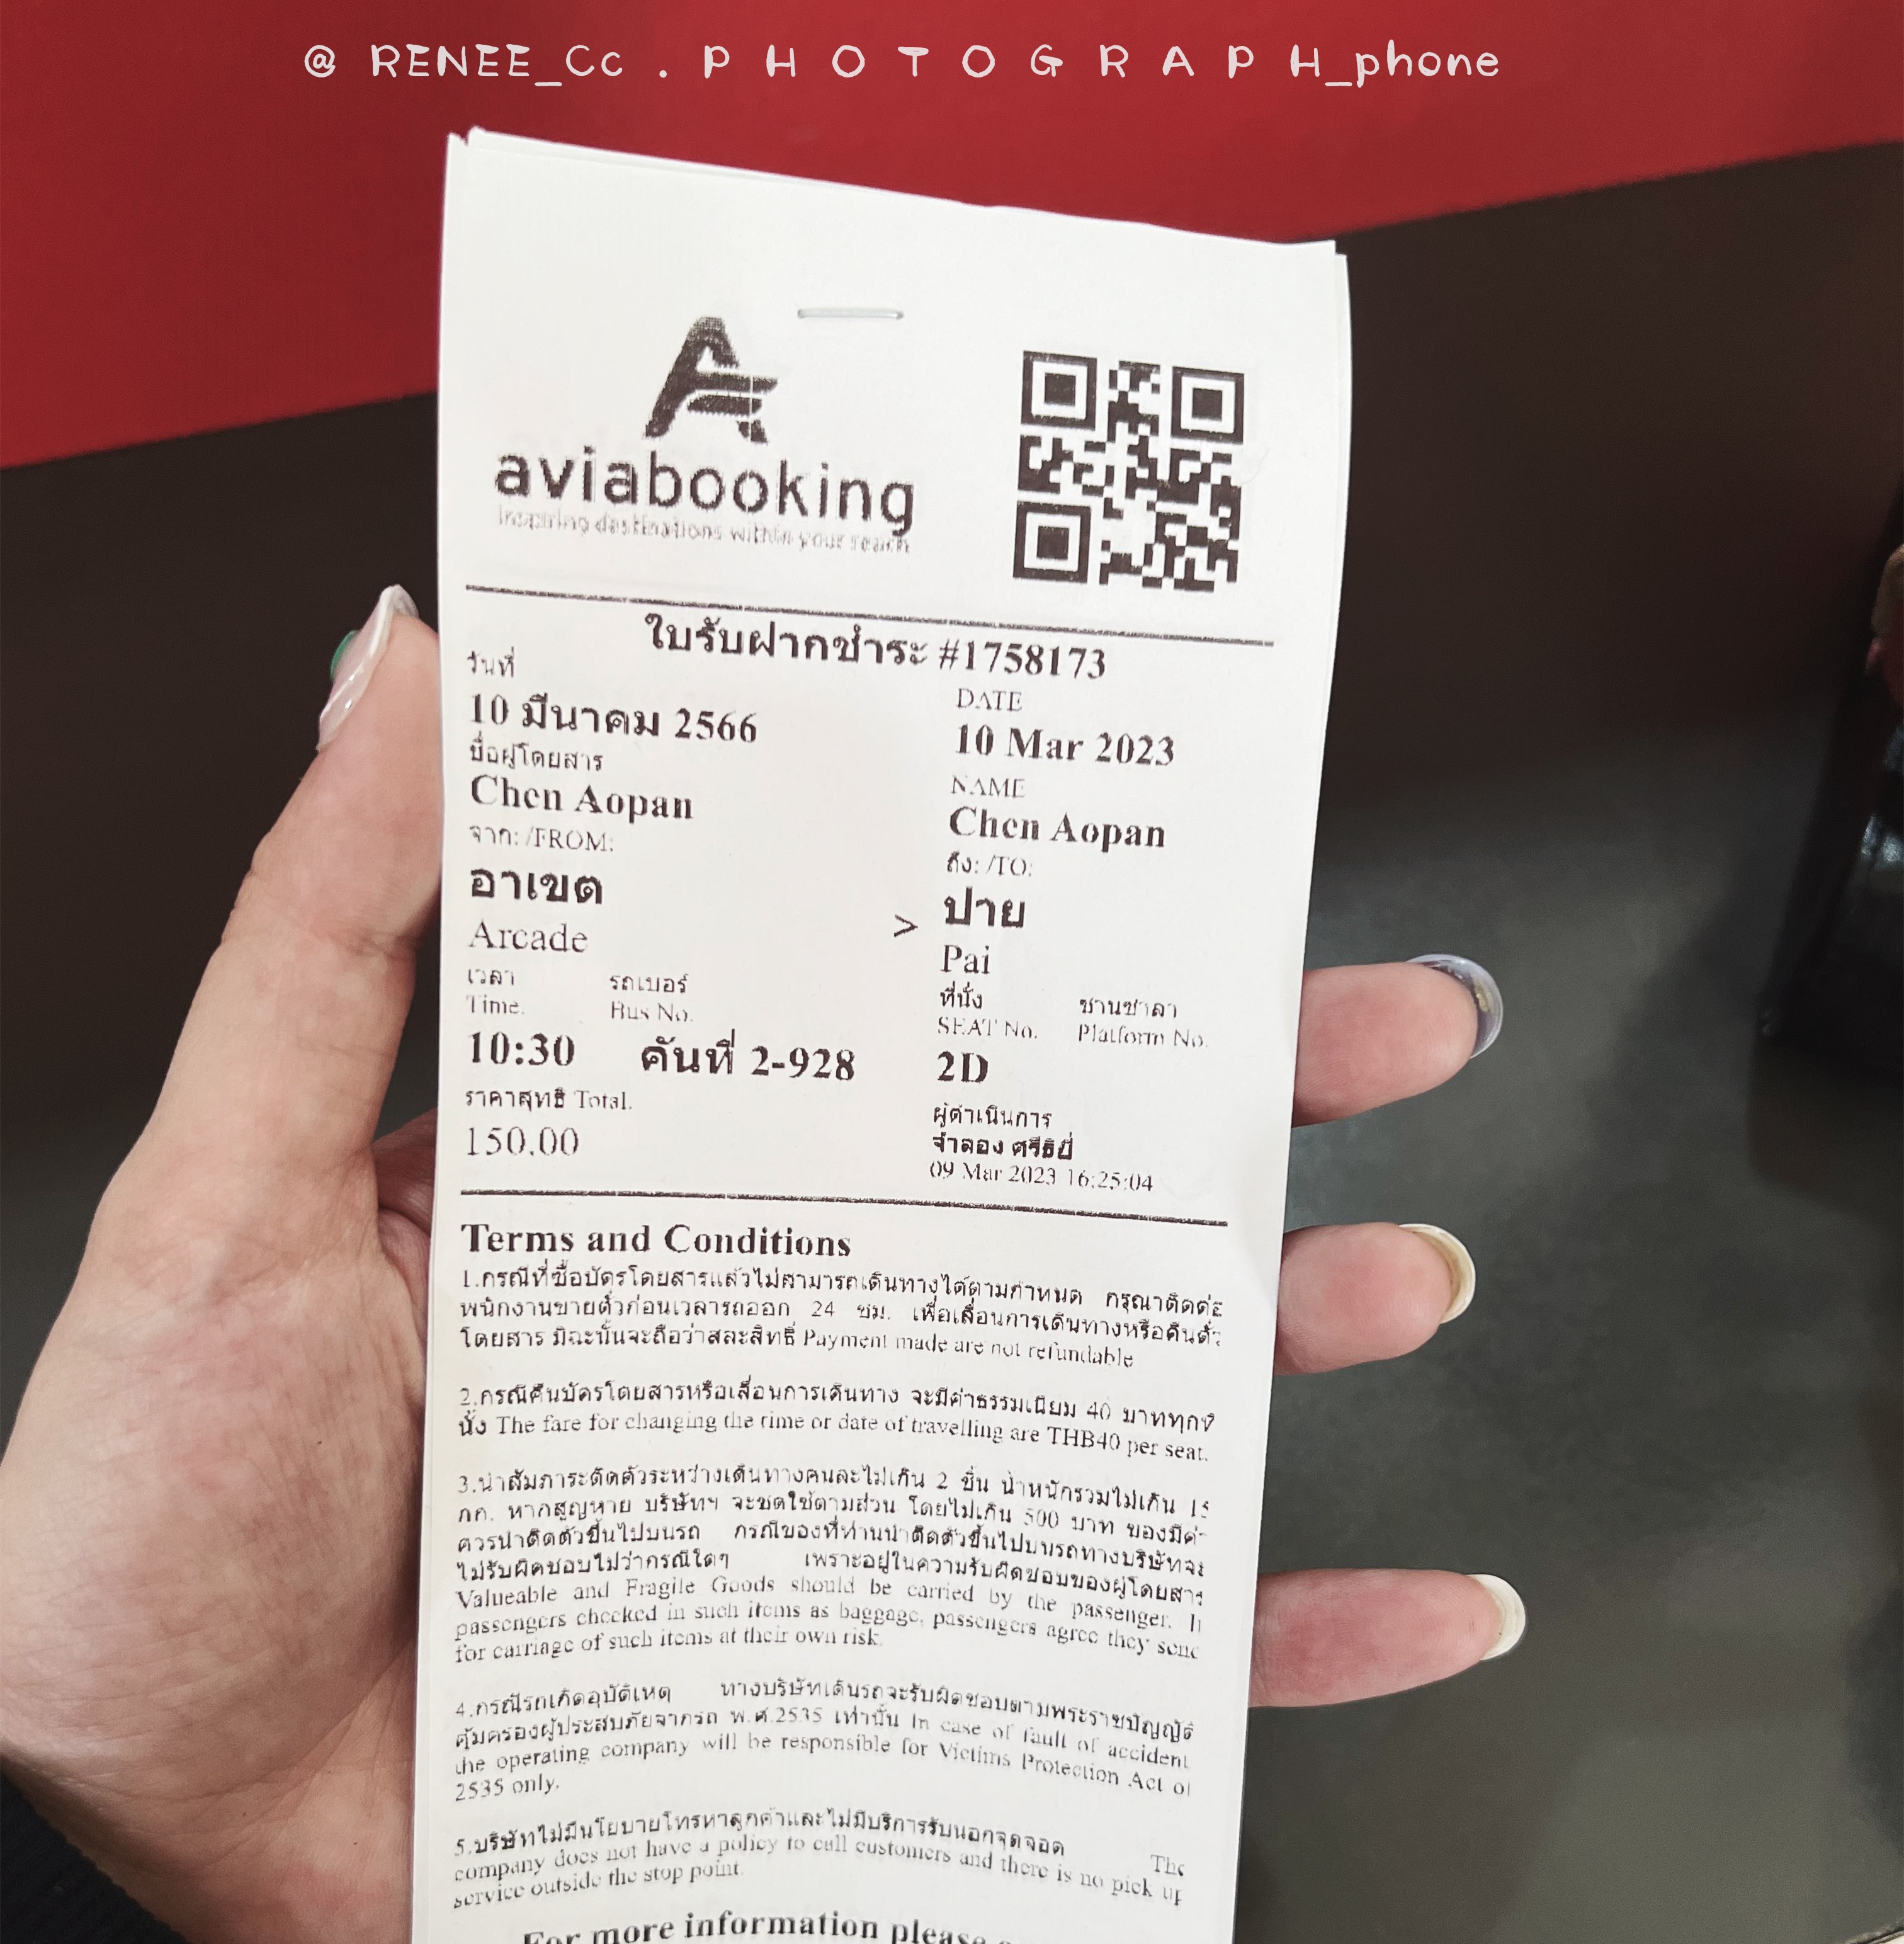 @ RENEE_Cc . P H O T O G R A P H_phone
aviabooking
Inspiring destinations within your reach
ใบรับฝากชำระ #1758173
วันที่
DATE
10 มีนาคม 2566
10 Mar 2023
ชื่อผู้โดยสาร
NAME
Chen Aopan
Chen Aopan
จาก: /FROM:
ถึง: /TO:
อาเขต
>
ปาย
Arcade
Pai
เวลา รถเบอร์
ที่นั่ง ชานชาลา
Time. Bus No.
SEAT No. Platform No.
10:30 คันที่ 2-928
2D
ราคาสุทธิ Total.
ผู้ดำเนินการ
150.00
จำลอง
09 Mar 2023 16:25:04
Terms and Conditions
1.กรณีที่ซื้อบัตรโดยสารแล้วไม่สามารถเดินทางได้ตามกำหนด กรุณาติดต่อ
พนักงานขายตั๋วก่อนเวลารถออก 24 ชม. เพื่อเลื่อนการเดินทางหรือคืนตั๋ว
โดยสาร มิฉะนั้นจะถือว่าสละสิทธิ์ Payment made are not refundable
2.กรณีคืนบัตรโดยสารหรือเลื่อนการเดินทาง จะมีค่าธรรมเนียม 40 บาททุกที่
นั่ง The fare for changing the time or date of travelling are THB40 per seat.
3.นำสัมภาระติดตัวระหว่างเดินทางคนละไม่เกิน 2 ชิ้น น้ำหนักรวมไม่เกิน 15
กก. หากสูญหาย บริษัทฯ จะชดใช้ตามส่วน โดยไม่เกิน 500 บาท ของมีค่า
ควรนำติดตัวขึ้นไปบนรถ กรณีของที่ท่านนำติดตัวขึ้นไปบนรถทางบริษัทจะ
ไม่รับผิดชอบไม่ว่ากรณีใดๆ เพราะอยู่ในความรับผิดชอบของผู้โดยสาร
Valueable and Fragile Goods should be carried by the passenger. If
passengers checked in such items as baggage, passengers agree they send
for carriage of such items at their own risk.
4.กรณีรถเกิดอุบัติเหตุ ทางบริษัทเดินรถจะรับผิดชอบตามพระราชบัญญัติ
คุ้มครองผู้ประสบภัยจากรถ พ.ศ.2535 เท่านั้น In case of fault of accident
the operating company will be responsible for Victims Protection Act of
2535 only.
5.บริษัทไม่มีนโยบายโทรหาลูกค้าและไม่มีบริการรับนอกจุดจอด The
company does not have a policy to call customers and there is no pick up
service outside the stop point.
For more information please